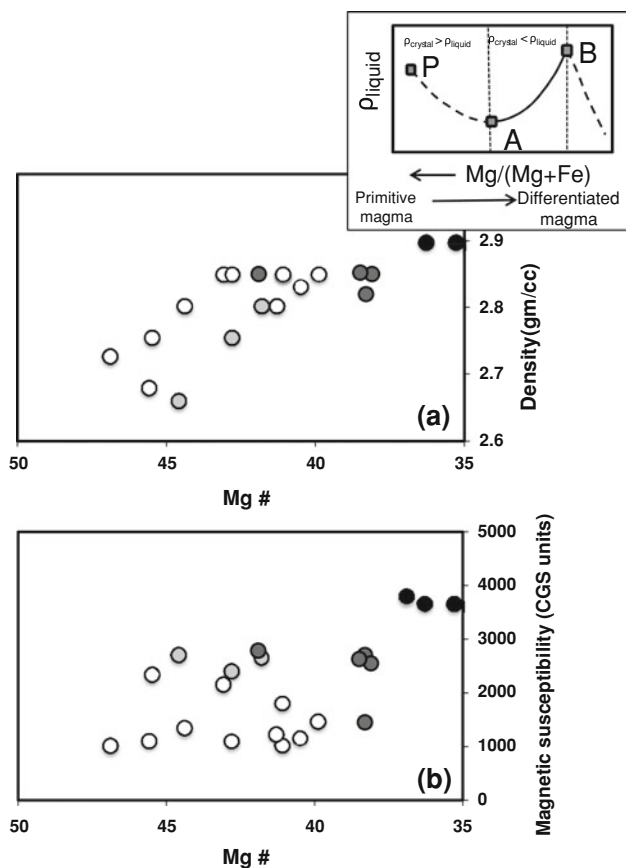 ρcrystal > ρliquid
ρcrystal < ρliquid
P
B
A
ρliquid
Mg/(Mg+Fe)
Primitive magma
Differentiated magma
2.9
2.8
2.7
2.6
Density(gm/cc)
(a)
50
45
40
35
Mg #
5000
4000
3000
2000
1000
0
Magnetic susceptibility (CGS units)
(b)
50
45
40
35
Mg #